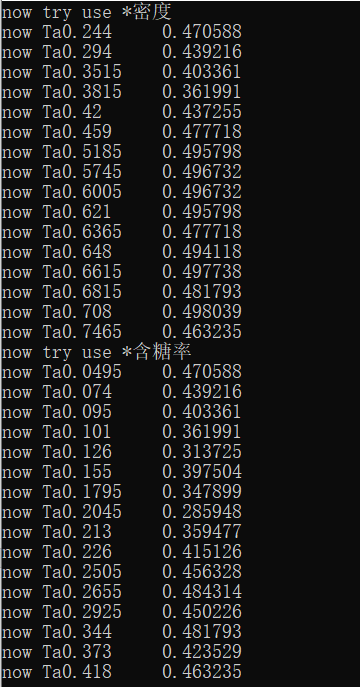 now try use *密度
now Ta0.244 0.470588
now Ta0.294 0.439216
now Ta0.3515 0.403361
now Ta0.3815 0.361991
now Ta0.42 0.437255
now Ta0.459 0.477718
now Ta0.5185 0.495798
now Ta0.5745 0.496732
now Ta0.6005 0.496732
now Ta0.621 0.495798
now Ta0.6365 0.477718
now Ta0.648 0.494118
now Ta0.6615 0.497738
now Ta0.6815 0.481793
now Ta0.708 0.498039
now Ta0.7465 0.463235
now try use *含糖率
now Ta0.0495 0.470588
now Ta0.074 0.439216
now Ta0.095 0.403361
now Ta0.101 0.361991
now Ta0.126 0.313725
now Ta0.155 0.397504
now Ta0.1795 0.347899
now Ta0.2045 0.285948
now Ta0.213 0.359477
now Ta0.226 0.415126
now Ta0.2505 0.456328
now Ta0.2655 0.484314
now Ta0.2925 0.450226
now Ta0.344 0.481793
now Ta0.373 0.423529
now Ta0.418 0.463235